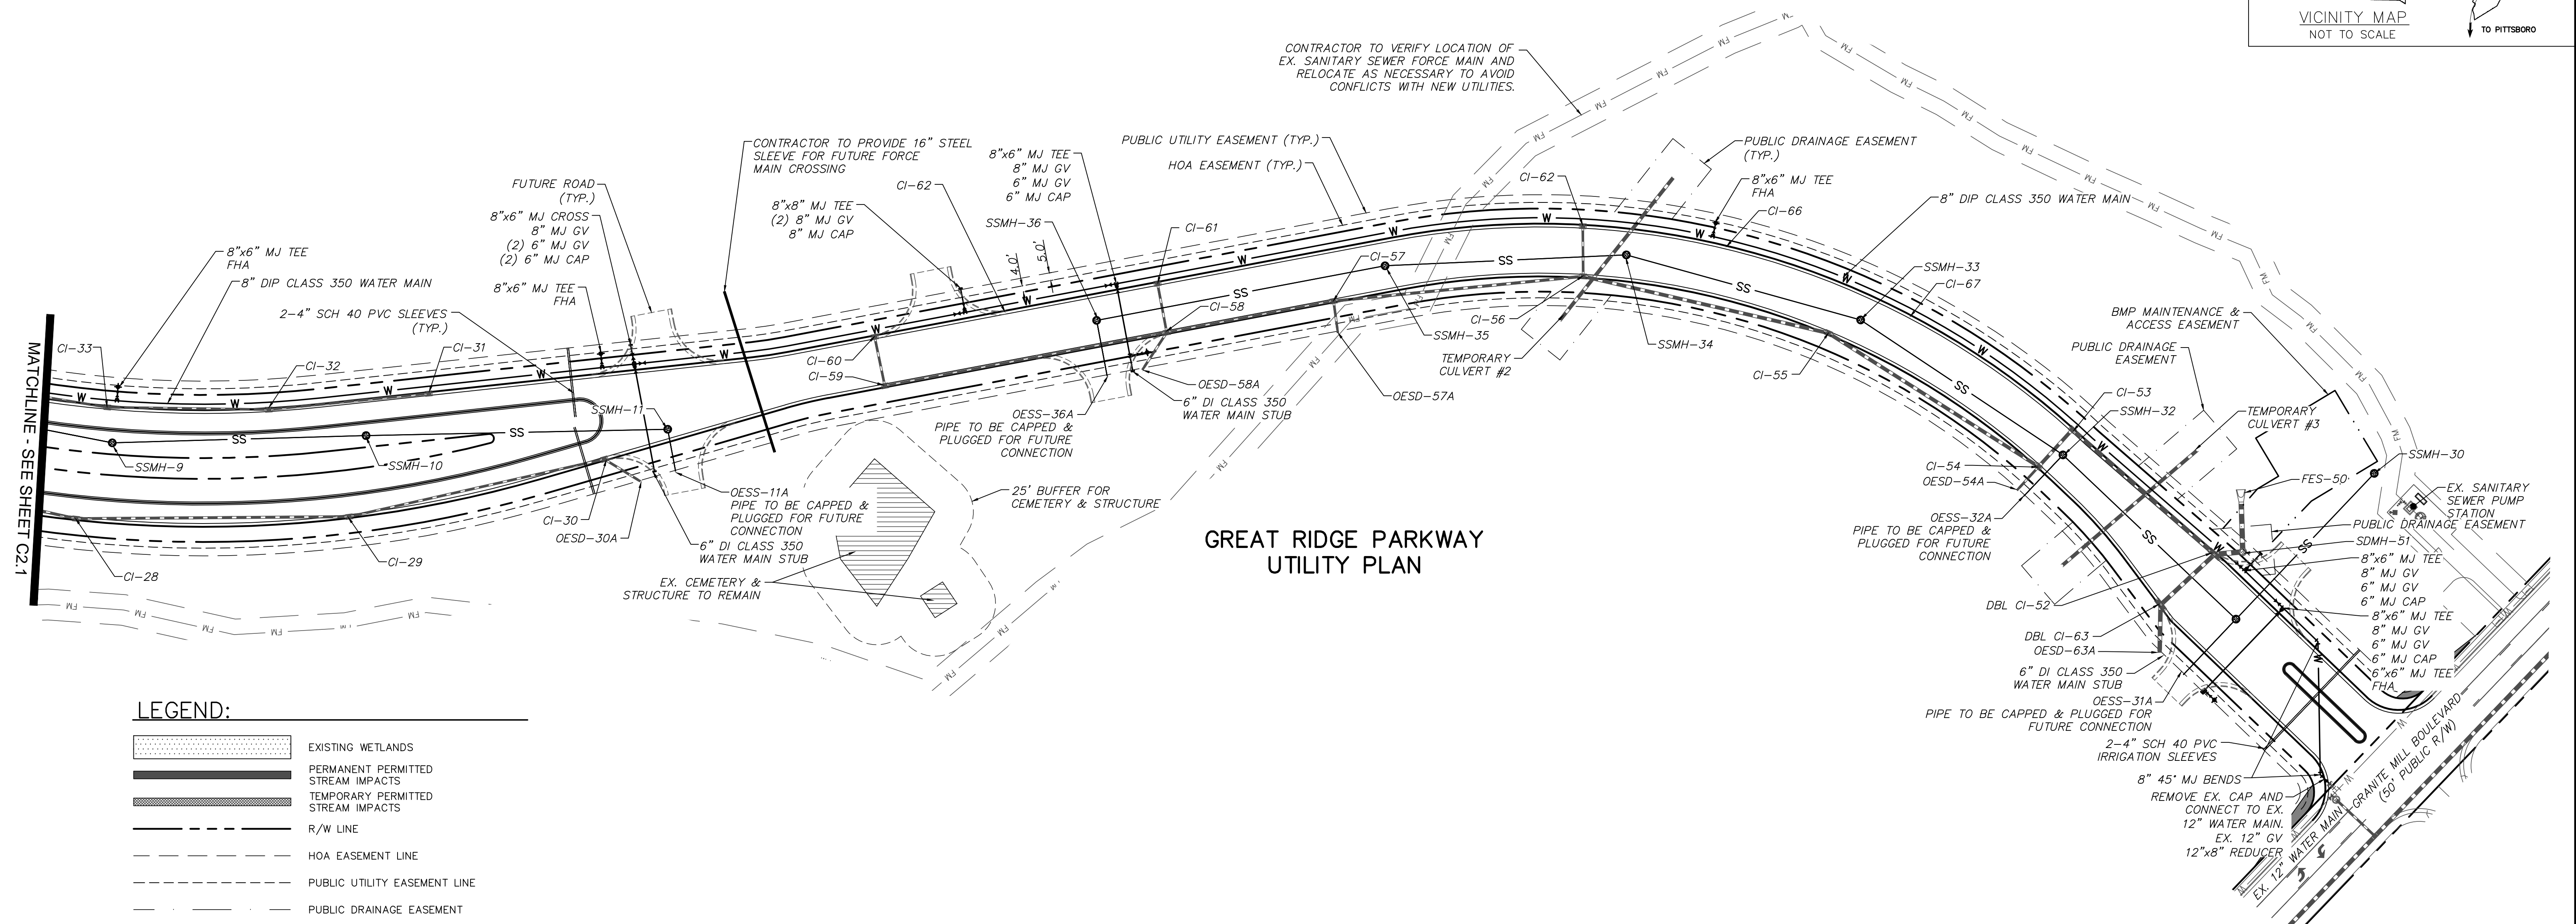 VICINITY MAP
NOT TO SCALE
TO PITTSBORO
CONTRACTOR TO VERIFY LOCATION OF
EX. SANITARY SEWER FORCE MAIN AND
RELOCATE AS NECESSARY TO AVOID
CONFLICTS WITH NEW UTILITIES.
PUBLIC UTILITY EASEMENT (TYP.)
HOA EASEMENT (TYP.)
PUBLIC DRAINAGE EASEMENT
(TYP.)
CI-62
8"x6" MJ TEE
FHA
CI-66
8" DIP CLASS 350 WATER MAIN
CONTRACTOR TO PROVIDE 16" STEEL
SLEEVE FOR FUTURE FORCE
MAIN CROSSING
CI-62
8"x6" MJ TEE
8" MJ GV
6" MJ GV
6" MJ CAP
8"x8" MJ TEE
(2) 8" MJ GV
8" MJ CAP
SSMH-36
4.0'
5.0'
CI-61
FUTURE ROAD
(TYP.)
8"x6" MJ CROSS
8" MJ GV
(2) 6" MJ GV
(2) 6" MJ CAP
8"x6" MJ TEE
FHA
8"x6" MJ TEE
FHA
8" DIP CLASS 350 WATER MAIN
2-4" SCH 40 PVC SLEEVES
(TYP.)
MATCHLINE - SEE SHEET C2.1
CI-33
CI-32
CI-31
SSMH-9
SSMH-10
SSMH-11
CI-28
CI-29
CI-30
OESD-30A
OESS-11A
PIPE TO BE CAPPED &
PLUGGED FOR FUTURE
CONNECTION
6" DI CLASS 350
WATER MAIN STUB
CI-60
CI-59
EX. CEMETERY &
STRUCTURE TO REMAIN
25' BUFFER FOR
CEMETERY & STRUCTURE
OESS-36A
PIPE TO BE CAPPED &
PLUGGED FOR FUTURE
CONNECTION
CI-57
CI-58
OESD-58A
6" DI CLASS 350
WATER MAIN STUB
OESD-57A
SSMH-35
CI-56
TEMPORARY
CULVERT #2
SSMH-34
CI-55
SSMH-33
CI-67
BMP MAINTENANCE &
ACCESS EASEMENT
PUBLIC DRAINAGE
EASEMENT
CI-53
SSMH-32
TEMPORARY
CULVERT #3
CI-54
OESD-54A
OESS-32A
PIPE TO BE CAPPED &
PLUGGED FOR FUTURE
CONNECTION
FES-50
SSMH-30
EX. SANITARY
SEWER PUMP
STATION
PUBLIC DRAINAGE EASEMENT
SDMH-51
8"x6" MJ TEE
8" MJ GV
6" MJ GV
6" MJ CAP
8"x6" MJ TEE
8" MJ GV
6" MJ GV
6" MJ CAP
6"x6" MJ TEE
FHA
DBL CI-52
DBL CI-63
OESD-63A
6" DI CLASS 350
WATER MAIN STUB
OESS-31A
PIPE TO BE CAPPED & PLUGGED FOR
FUTURE CONNECTION
2-4" SCH 40 PVC
IRRIGATION SLEEVES
8" 45° MJ BENDS
REMOVE EX. CAP AND
CONNECT TO EX.
12" WATER MAIN.
EX. 12" GV
12"x8" REDUCER
EX. 12" WATER MAIN
GRANITE MILL BOULEVARD
(50' PUBLIC R/W)
GREAT RIDGE PARKWAY
UTILITY PLAN
LEGEND:
EXISTING WETLANDS
PERMANENT PERMITTED
STREAM IMPACTS
TEMPORARY PERMITTED
STREAM IMPACTS
R/W LINE
HOA EASEMENT LINE
PUBLIC UTILITY EASEMENT LINE
PUBLIC DRAINAGE EASEMENT